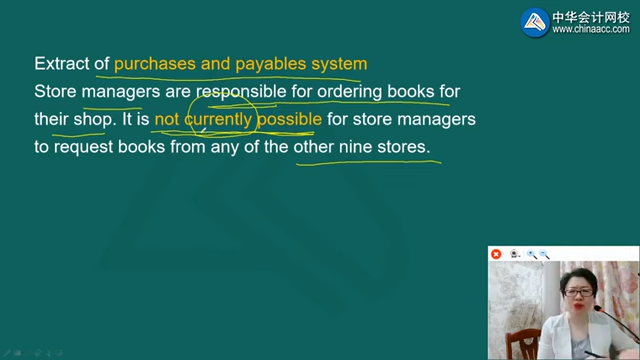 中华会计网校
www.chinaacc.com
Extract of purchases and payables system
Store managers are responsible for ordering books for
their shop. It is not currently possible for store managers
to request books from any of the other nine stores.